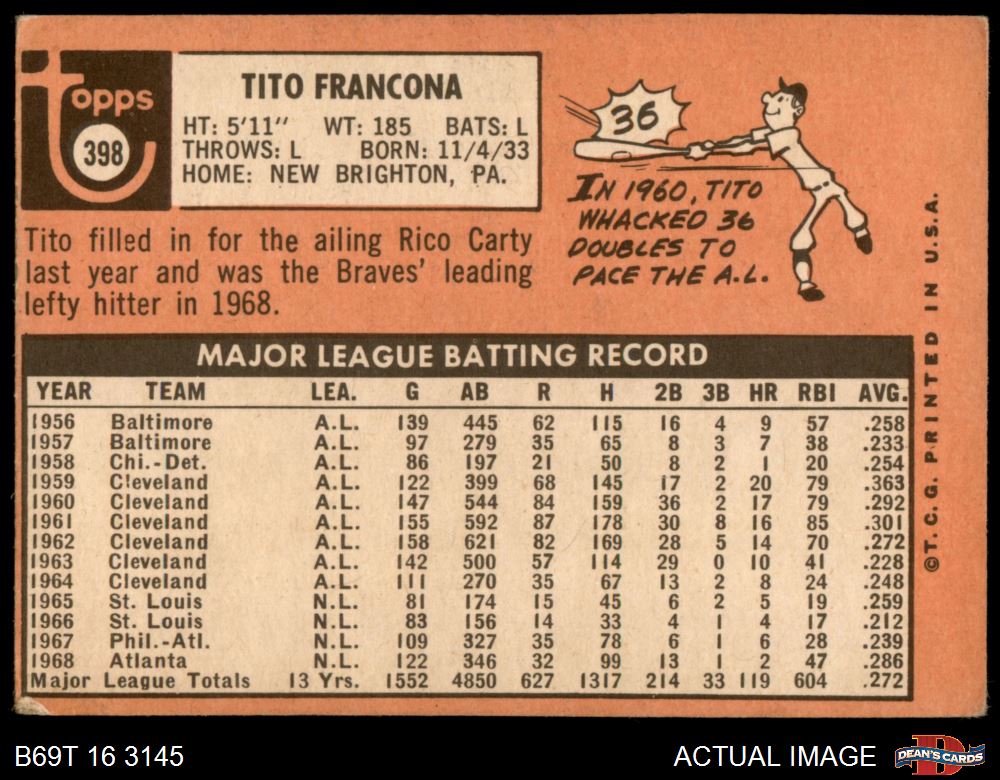 Topps
398
TITO FRANCONA
HT: 5'11" WT: 185 BATS: L
THROWS: L BORN: 11/4/33
HOME: NEW BRIGHTON, PA.
36
IN 1960, TITO
WHACKED 36
DOUBLES TO
PACE THE A.L.
Tito filled in for the ailing Rico Carty
last year and was the Braves' leading
lefty hitter in 1968.
MAJOR LEAGUE BATTING RECORD
YEAR TEAM LEA. G AB R H 2B 3B HR RBI AVG.
1956 Baltimore A.L. 139 445 62 115 16 4 9 57 .258
1957 Baltimore A.L. 97 279 35 65 8 3 7 38 .233
1958 Chi.-Det. A.L. 86 197 21 50 8 2 1 20 .254
1959 Cleveland A.L. 122 399 68 145 17 2 20 79 .363
1960 Cleveland A.L. 147 544 84 159 36 2 17 79 .292
1961 Cleveland A.L. 155 592 87 178 30 8 16 85 .301
1962 Cleveland A.L. 158 621 82 169 28 5 14 70 .272
1963 Cleveland A.L. 142 500 57 114 29 0 10 41 .228
1964 Cleveland A.L. 111 270 35 67 13 2 8 24 .248
1965 St. Louis N.L. 81 174 15 45 6 2 5 19 .259
1966 St. Louis N.L. 83 156 14 33 4 1 4 17 .212
1967 Phil.-Atl. N.L. 109 327 35 78 6 1 6 28 .239
1968 Atlanta N.L. 122 346 32 99 13 1 2 47 .286
Major League Totals 13 Yrs. 1552 4850 627 1317 214 33 119 604 .272
©T.C.G. PRINTED IN U.S.A.
B69T 16 3145
ACTUAL IMAGE
D
DEAN'S CARDS